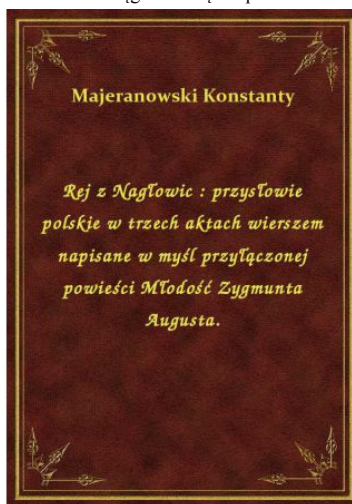 Majeranowski Konstanty
Rej z Nagłowic : przysłowie
polskie w trzech aktach wierszem
napisane w myśl przyłączonej
powieści Młodość Zygmunta
Augusta.